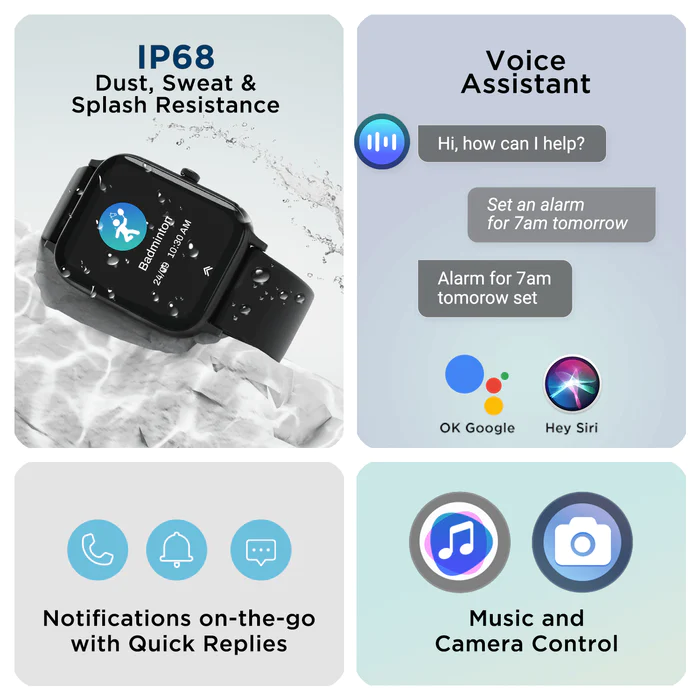 IP68
Dust, Sweat &
Splash Resistance
Badminton
24/09 10:30 AM
Voice
Assistant
Hi, how can I help?
Set an alarm
for 7am tomorrow
Alarm for 7am
tomorow set
OK Google
Hey Siri
Notifications on-the-go
with Quick Replies
Music and
Camera Control